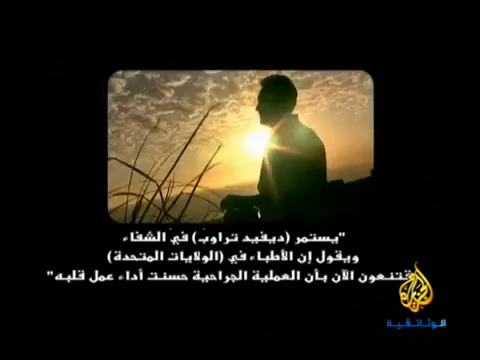 "يستمر (ديفيد تراوب) في الشفاء
ويقول إن الأطباء في (الولايات المتحدة)
قتنعون الآن بأن العملية الجراحية حسنت أداء عمل قلبه"
الجزيرة
الوثائقية